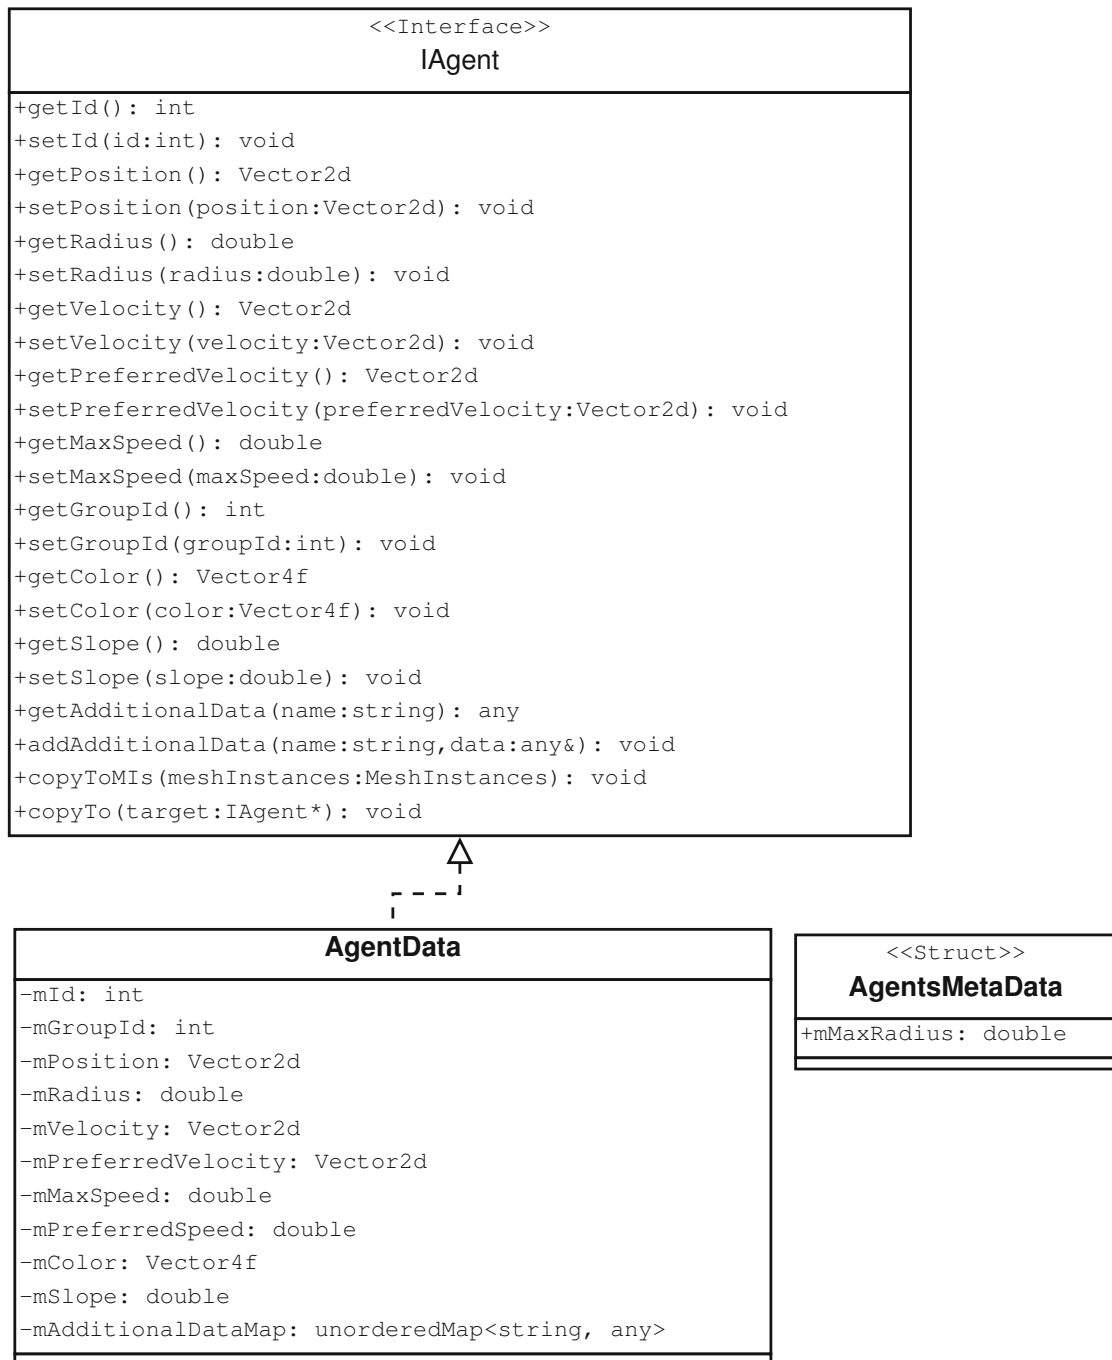 <<Interface>>
IAgent
+getId(): int
+setId(id:int): void
+getPosition(): Vector2d
+setPosition(position:Vector2d): void
+getRadius(): double
+setRadius(radius:double): void
+getVelocity(): Vector2d
+setVelocity(velocity:Vector2d): void
+getPreferredVelocity(): Vector2d
+setPreferredVelocity(preferredVelocity:Vector2d): void
+getMaxSpeed(): double
+setMaxSpeed(maxSpeed:double): void
+getGroupId(): int
+setGroupId(groupId:int): void
+getColor(): Vector4f
+setColor(color:Vector4f): void
+getSlope(): double
+setSlope(slope:double): void
+getAdditionalData(name:string): any
+addAdditionalData(name:string,data:any&): void
+copyToMIs(meshInstances:MeshInstances): void
+copyTo(target:IAgent*): void
AgentData
-mId: int
-mGroupId: int
-mPosition: Vector2d
-mRadius: double
-mVelocity: Vector2d
-mPreferredVelocity: Vector2d
-mMaxSpeed: double
-mPreferredSpeed: double
-mColor: Vector4f
-mSlope: double
-mAdditionalDataMap: unorderedMap<string, any>
<<Struct>>
AgentsMetaData
+mMaxRadius: double